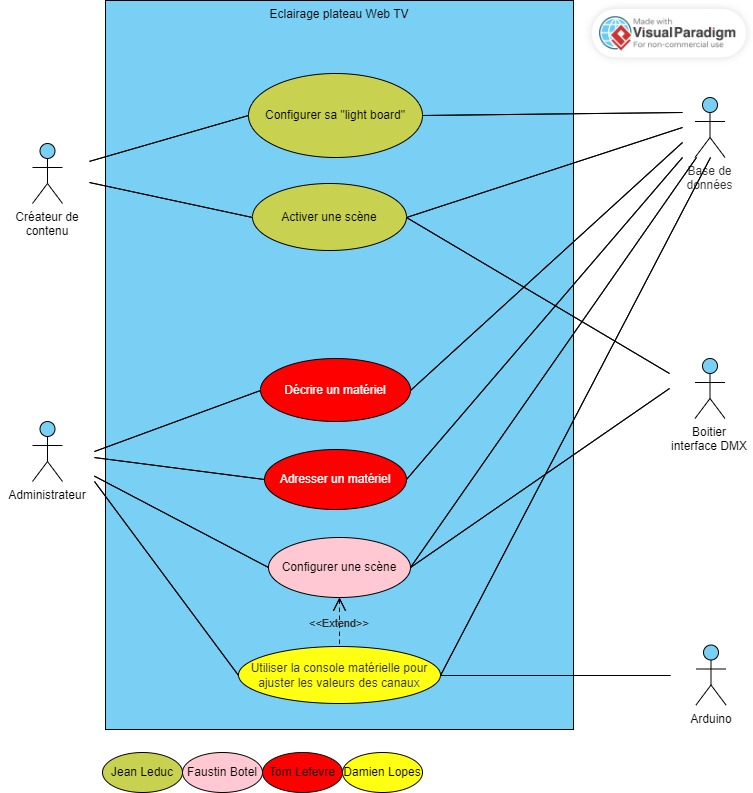 Eclairage plateau Web TV
Made with
VisualParadigm
For non-commercial use
Configurer sa "light board"
Base de
données
Créateur de
contenu
Activer une scène
Décrire un matériel
Boitier
interface DMX
Adresser un matériel
Administrateur
Configurer une scène
<<Extend>>
Utiliser la console matérielle pour
ajuster les valeurs des canaux
Arduino
Jean Leduc
Faustin Botel
Tom Lefevre
Damien Lopes